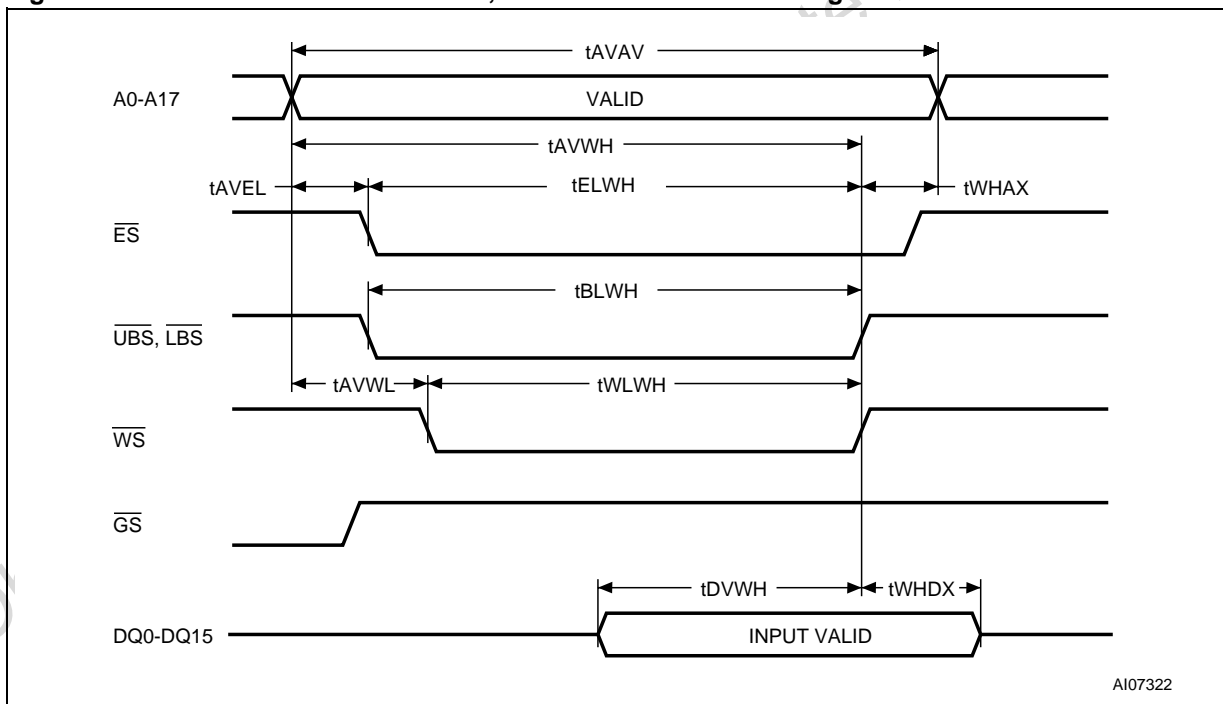 tAVAV
A0-A17
VALID
tAVWH
tAVEL
tELWH
tWHAX
ES
tBLWH
UBS, LBS
tAVWL
tWLWH
WS
GS
tDVWH
tWHDX
DQ0-DQ15
INPUT VALID
AI07322